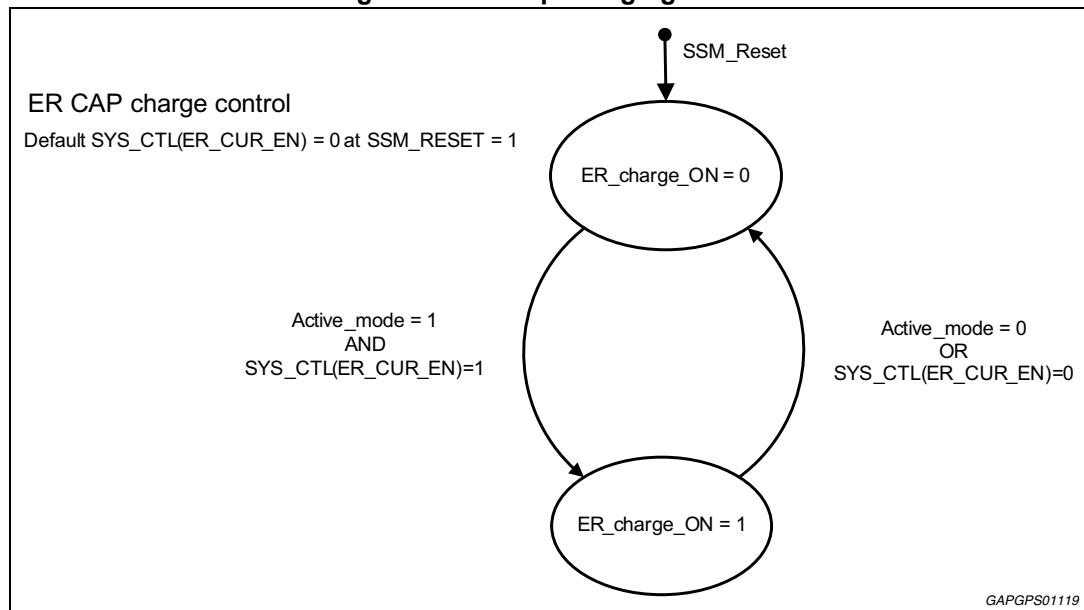 SSM_Reset
ER CAP charge control
Default SYS_CTL(ER_CUR_EN) = 0 at SSM_RESET = 1
ER_charge_ON = 0
Active_mode = 1
AND
SYS_CTL(ER_CUR_EN)=1
Active_mode = 0
OR
SYS_CTL(ER_CUR_EN)=0
ER_charge_ON = 1
GAPGPS01119